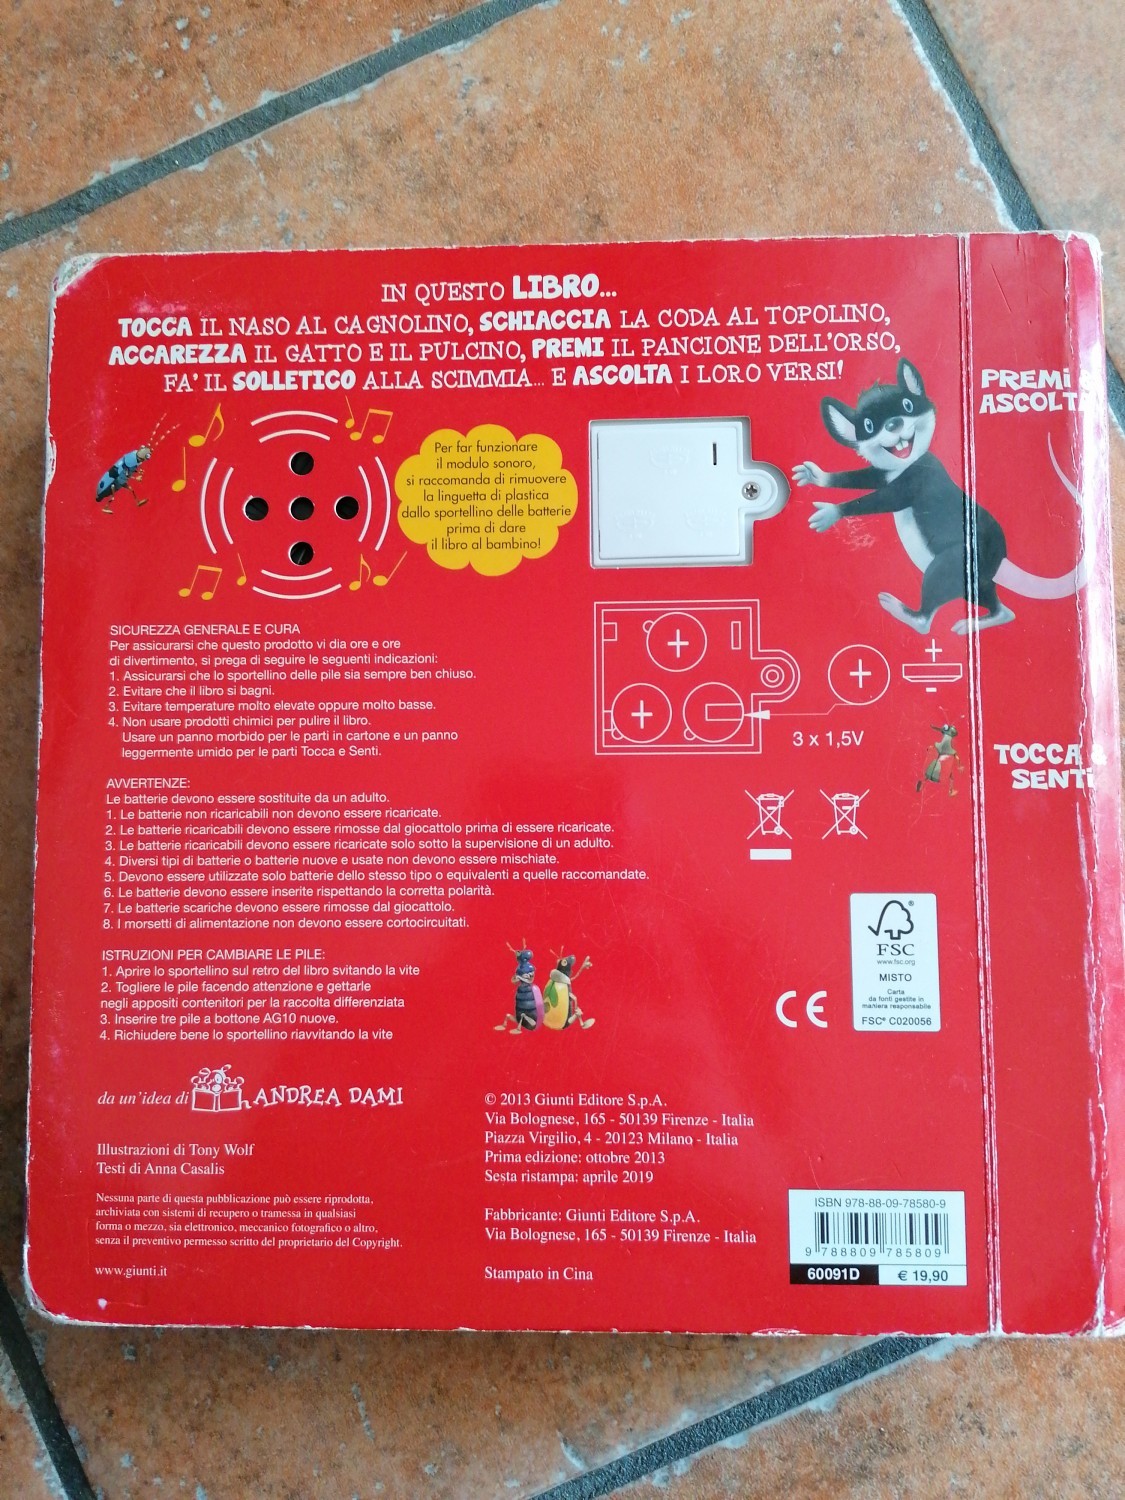 IN QUESTO LIBRO...
TOCCA IL NASO AL CAGNOLINO, SCHIACCIA LA CODA AL TOPOLINO,
ACCAREZZA IL GATTO E IL PULCINO, PREMI IL PANCIONE DELL'ORSO,
FA' IL SOLLETICO ALLA SCIMMIA... E ASCOLTA I LORO VERSI!
PREMI
ASCOLTA
Per far funzionare
il modulo sonoro,
si raccomanda di rimuovere
la linguetta di plastica
dallo sportellino delle batterie
prima di dare
il libro al bambino!
SICUREZZA GENERALE E CURA
Per assicurarsi che questo prodotto vi dia ore e ore
di divertimento, si prega di seguire le seguenti indicazioni:
1. Assicurarsi che lo sportellino delle pile sia sempre ben chiuso.
2. Evitare che il libro si bagni.
3. Evitare temperature molto elevate oppure molto basse.
4. Non usare prodotti chimici per pulire il libro.
Usare un panno morbido per le parti in cartone e un panno
leggermente umido per le parti Tocca e Senti.
+ + + +
-
3 x 1,5V
TOCCA &
SENTI
AVVERTENZE:
Le batterie devono essere sostituite da un adulto.
1. Le batterie non ricaricabili non devono essere ricaricate.
2. Le batterie ricaricabili devono essere rimosse dal giocattolo prima di essere ricaricate.
3. Le batterie ricaricabili devono essere ricaricate solo sotto la supervisione di un adulto.
4. Diversi tipi di batterie o batterie nuove e usate non devono essere mischiate.
5. Devono essere utilizzate solo batterie dello stesso tipo o equivalenti a quelle raccomandate.
6. Le batterie devono essere inserite rispettando la corretta polarità.
7. Le batterie scariche devono essere rimosse dal giocattolo.
8. I morsetti di alimentazione non devono essere cortocircuitati.
ISTRUZIONI PER CAMBIARE LE PILE:
1. Aprire lo sportellino sul retro del libro svitando la vite
2. Togliere le pile facendo attenzione e gettarle
negli appositi contenitori per la raccolta differenziata
3. Inserire tre pile a bottone AG10 nuove.
4. Richiudere bene lo sportellino riavvitando la vite
CE
®
FSC
www.fsc.org
MISTO
Carta
da fonti gestite in
maniera responsabile
FSC® C020056
da un'idea di ANDREA DAMI
Illustrazioni di Tony Wolf
Testi di Anna Casalis
Nessuna parte di questa pubblicazione può essere riprodotta,
archiviata con sistemi di recupero o tramessa in qualsiasi
forma o mezzo, sia elettronico, meccanico fotografico o altro,
senza il preventivo permesso scritto del proprietario del Copyright.
www.giunti.it
© 2013 Giunti Editore S.p.A.
Via Bolognese, 165 - 50139 Firenze - Italia
Piazza Virgilio, 4 - 20123 Milano - Italia
Prima edizione: ottobre 2013
Sesta ristampa: aprile 2019
Fabbricante: Giunti Editore S.p.A.
Via Bolognese, 165 - 50139 Firenze - Italia
Stampato in Cina
ISBN 978-88-09-78580-9
9 788809 785809
60091D € 19,90